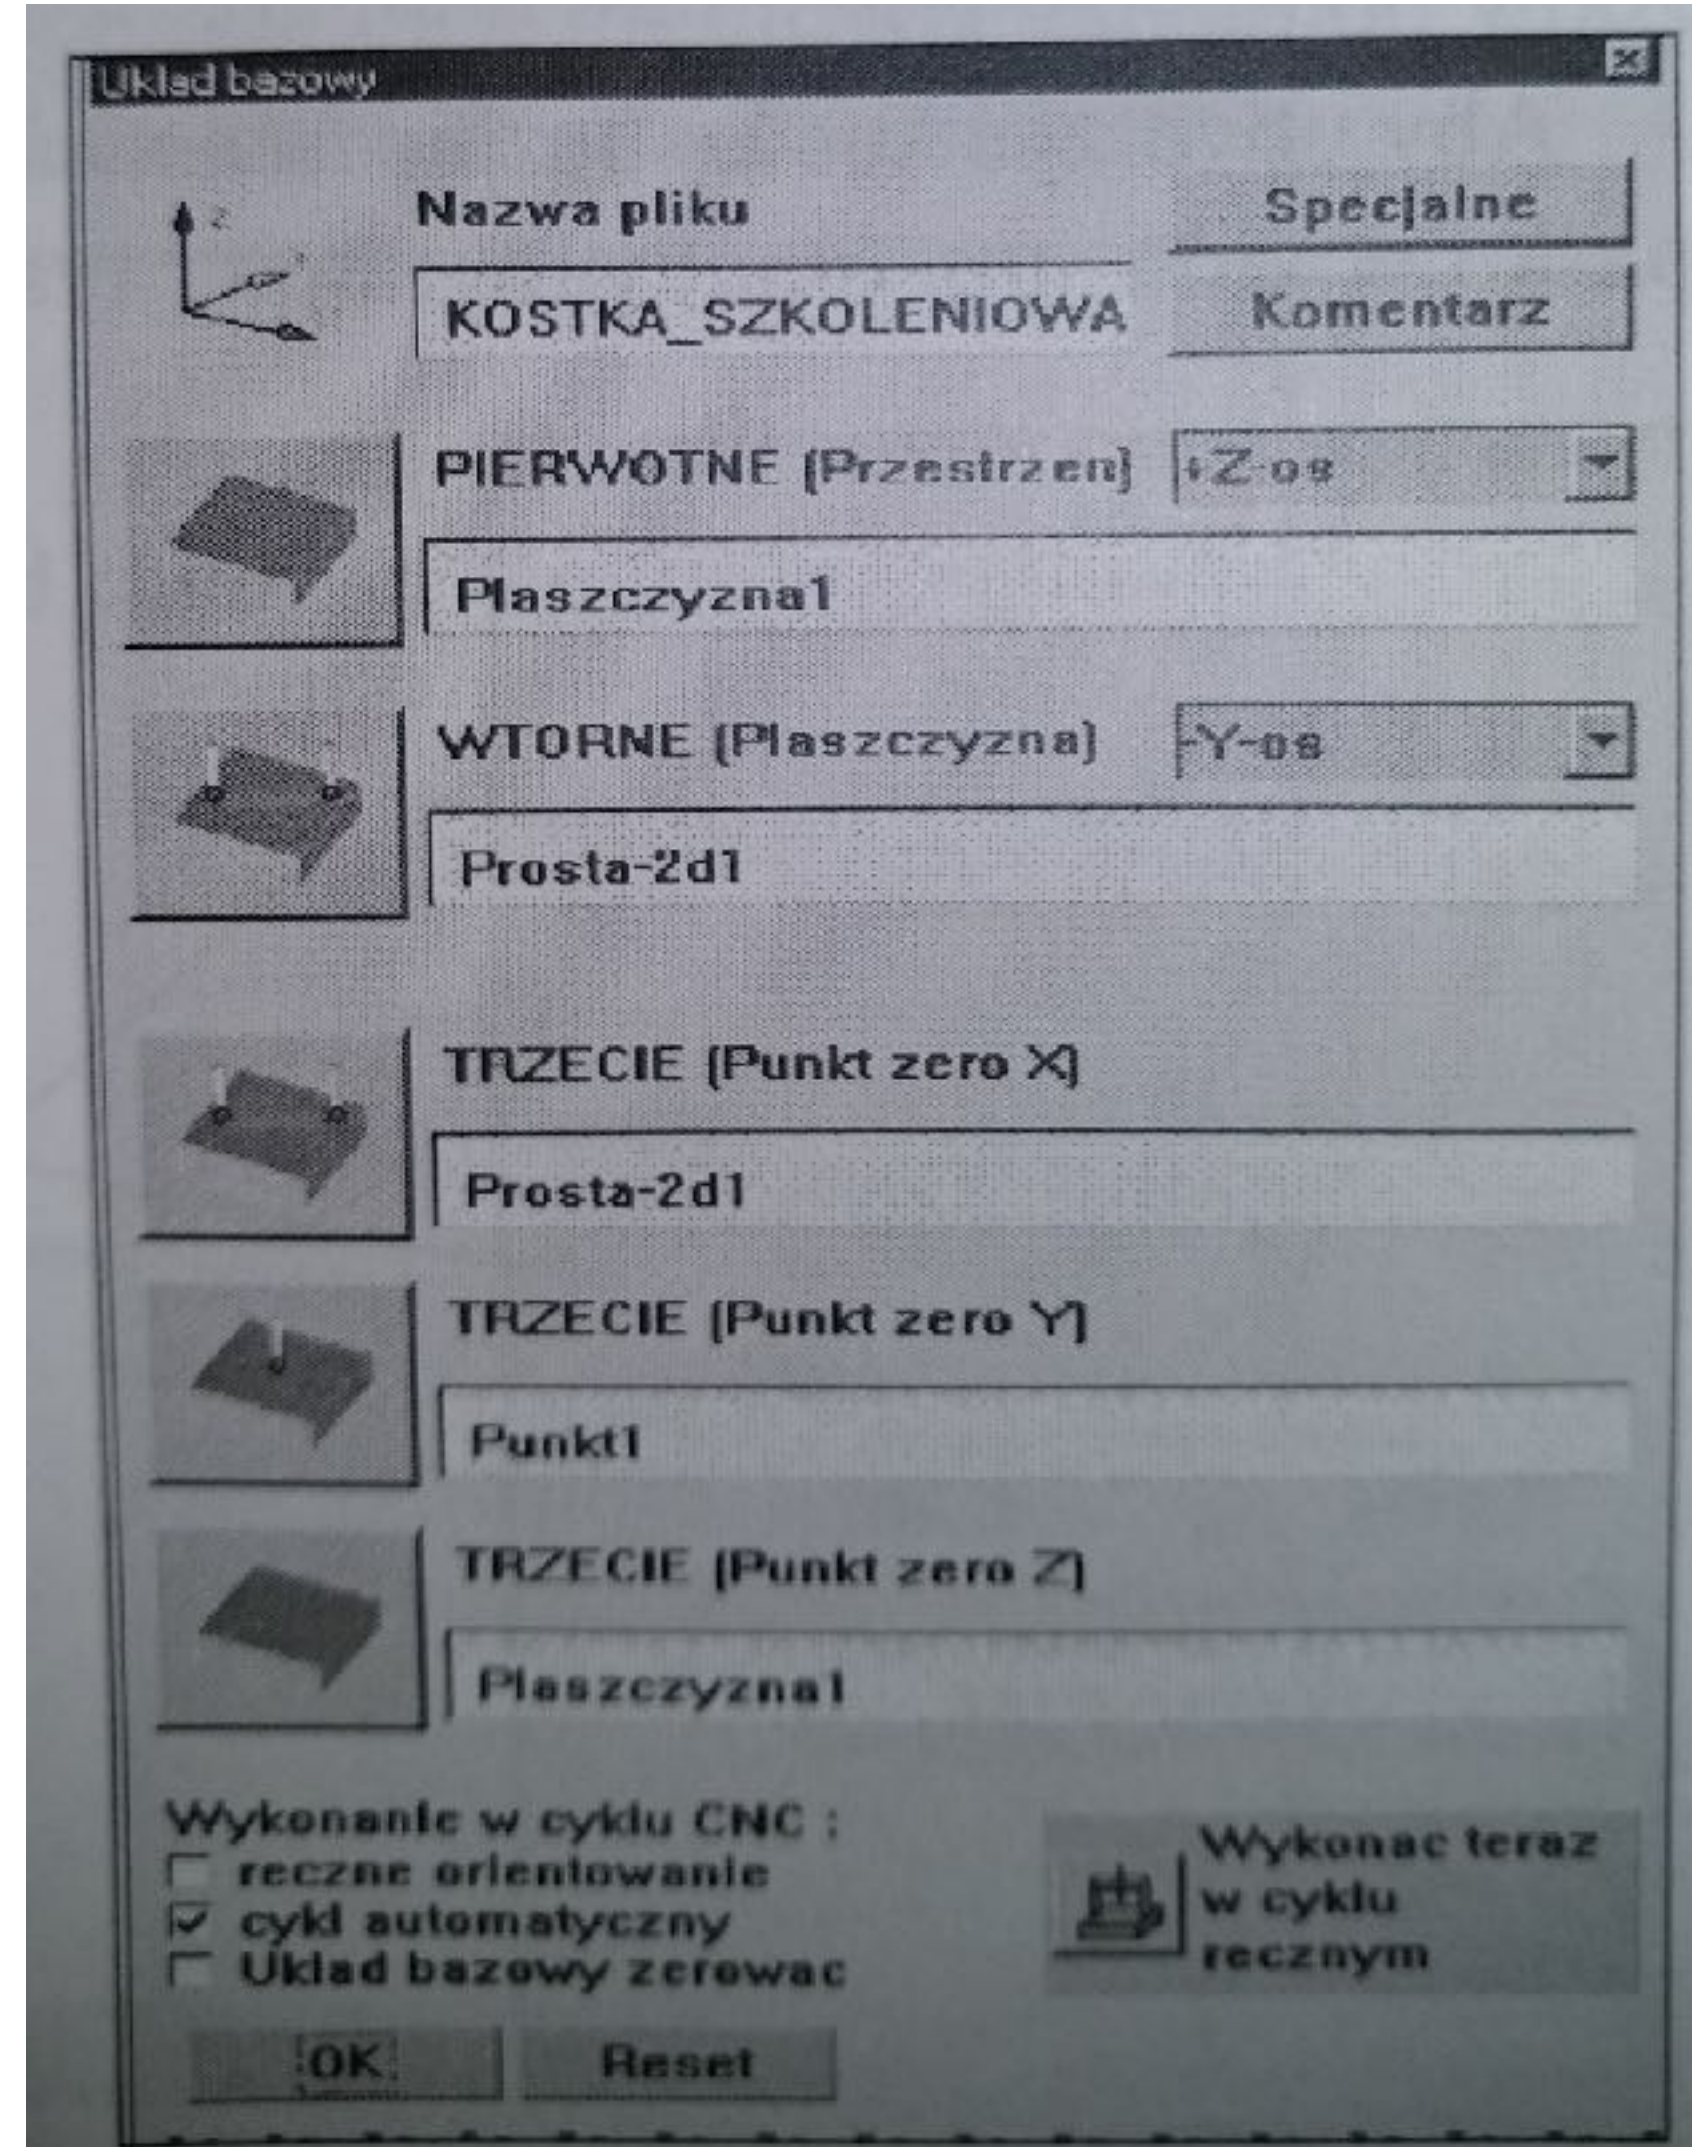 Uklad bazowy
Nazwa pliku
Specjalne
KOSTKA_SZKOLENIOWA
Komentarz
PIERWOTNE (Przestrzen)
+Z-os
Plaszczyzna1
WTORNE (Plaszczyzna)
-Y-os
Prosta-2d1
TRZECIE (Punkt zero X)
Prosta-2d1
TRZECIE (Punkt zero Y)
Punkt1
TRZECIE (Punkt zero Z)
Plaszczyzna1
Wykonanie w cyklu CNC :
reczne orientowanie
cykl automatyczny
Uklad bazowy zerowac
Wykonac teraz
w cyklu
recznym
OK
Reset